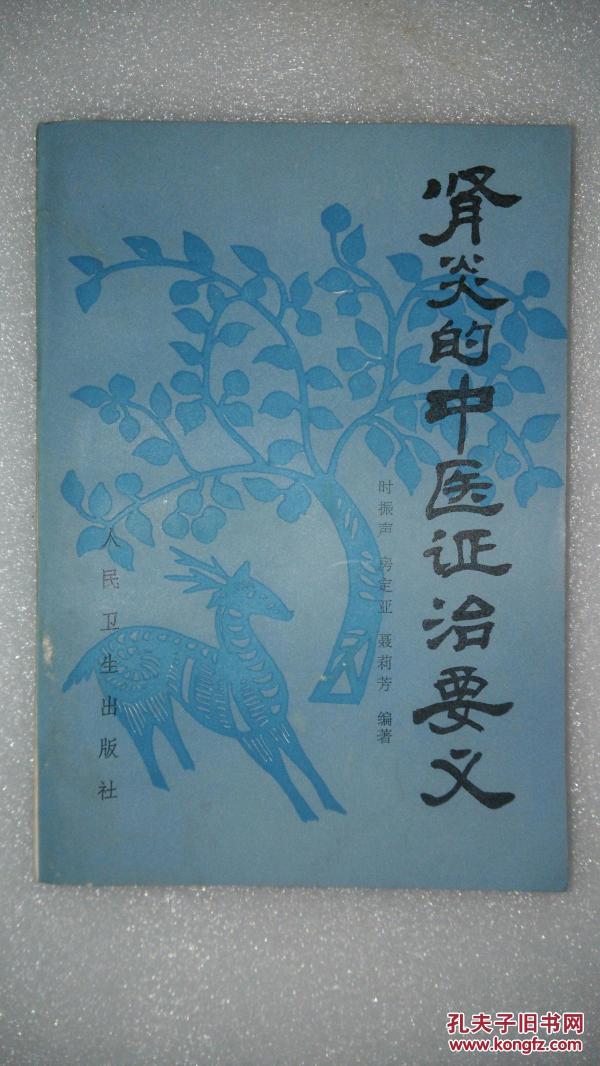 肾炎的中医证治要义
时振声 房定亚 聂莉芳 编著
人民卫生出版社
孔夫子旧书网
www.kongfz.com